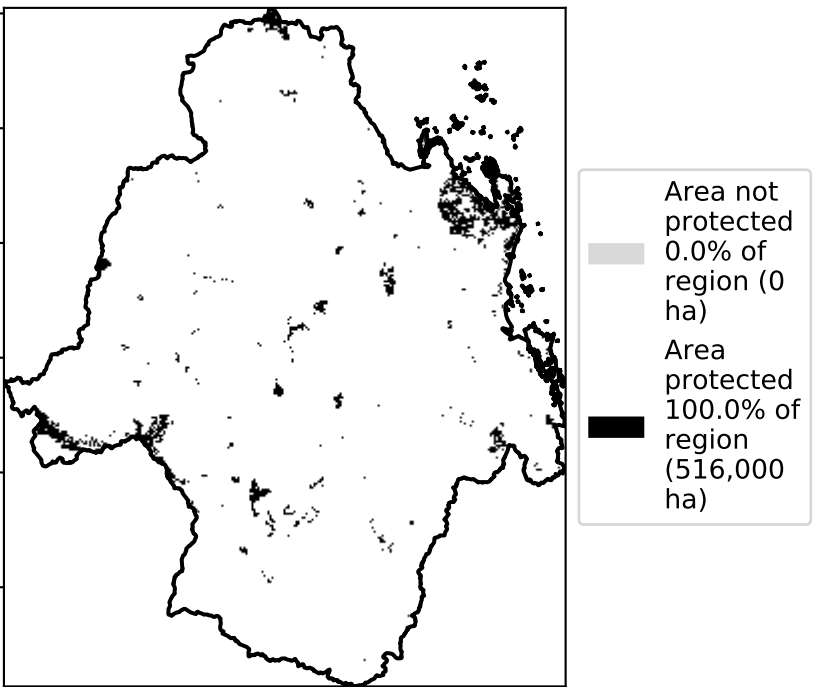 Area not
protected
0.0% of
region (0
ha)
Area
protected
100.0% of
region
(516,000
ha)